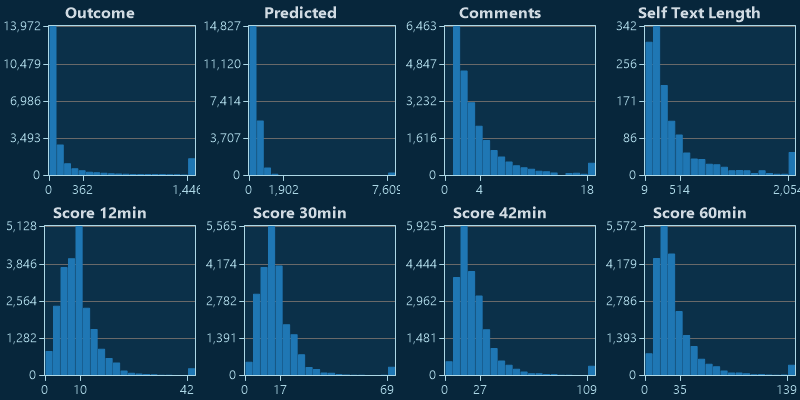 Outcome
13,972
10,479
6,986
3,493
0
0 362 1,446
Predicted
14,827
11,120
7,414
3,707
0
0 1,902 7,609
Comments
6,463
4,847
3,232
1,616
0
0 4 18
Self Text Length
342
256
171
86
0
9 514 2,054
Score 12min
5,128
3,846
2,564
1,282
0
0 10 42
Score 30min
5,565
4,174
2,782
1,391
0
0 17 69
Score 42min
5,925
4,444
2,962
1,481
0
0 27 109
Score 60min
5,572
4,179
2,786
1,393
0
0 35 139